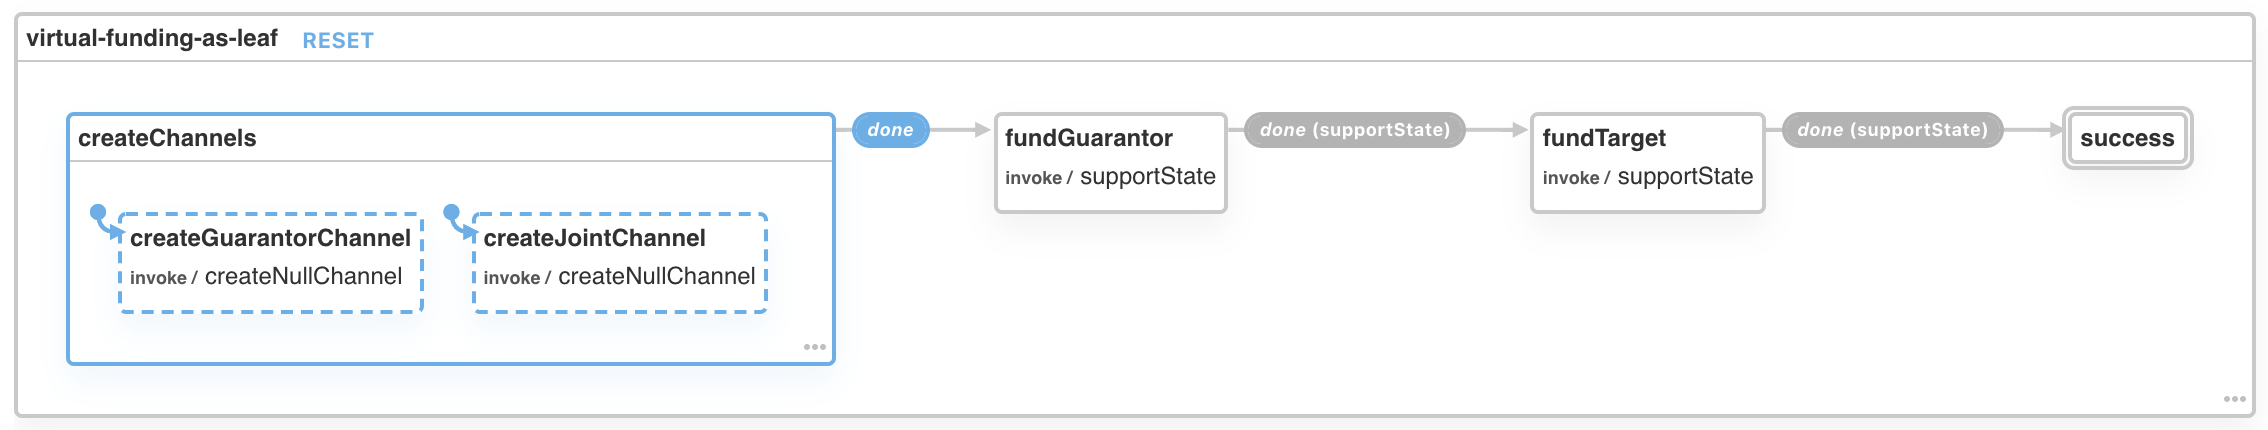 virtual-funding-as-leaf RESET
createChannels
done
fundGuarantor
invoke / supportState
done (supportState)
fundTarget
invoke / supportState
done (supportState)
success
createGuarantorChannel
invoke / createNullChannel
createJointChannel
invoke / createNullChannel